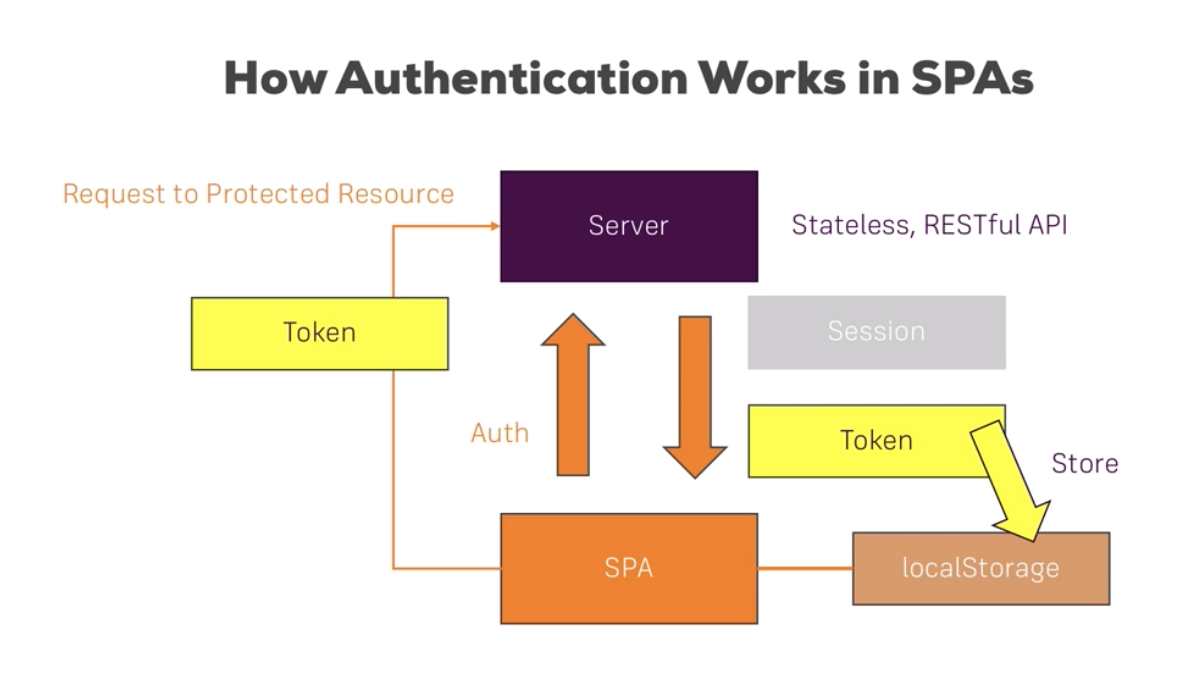 How Authentication Works in SPAs
Request to Protected Resource
Server
Stateless, RESTful API
Token
Session
Auth
Token
Store
SPA
localStorage